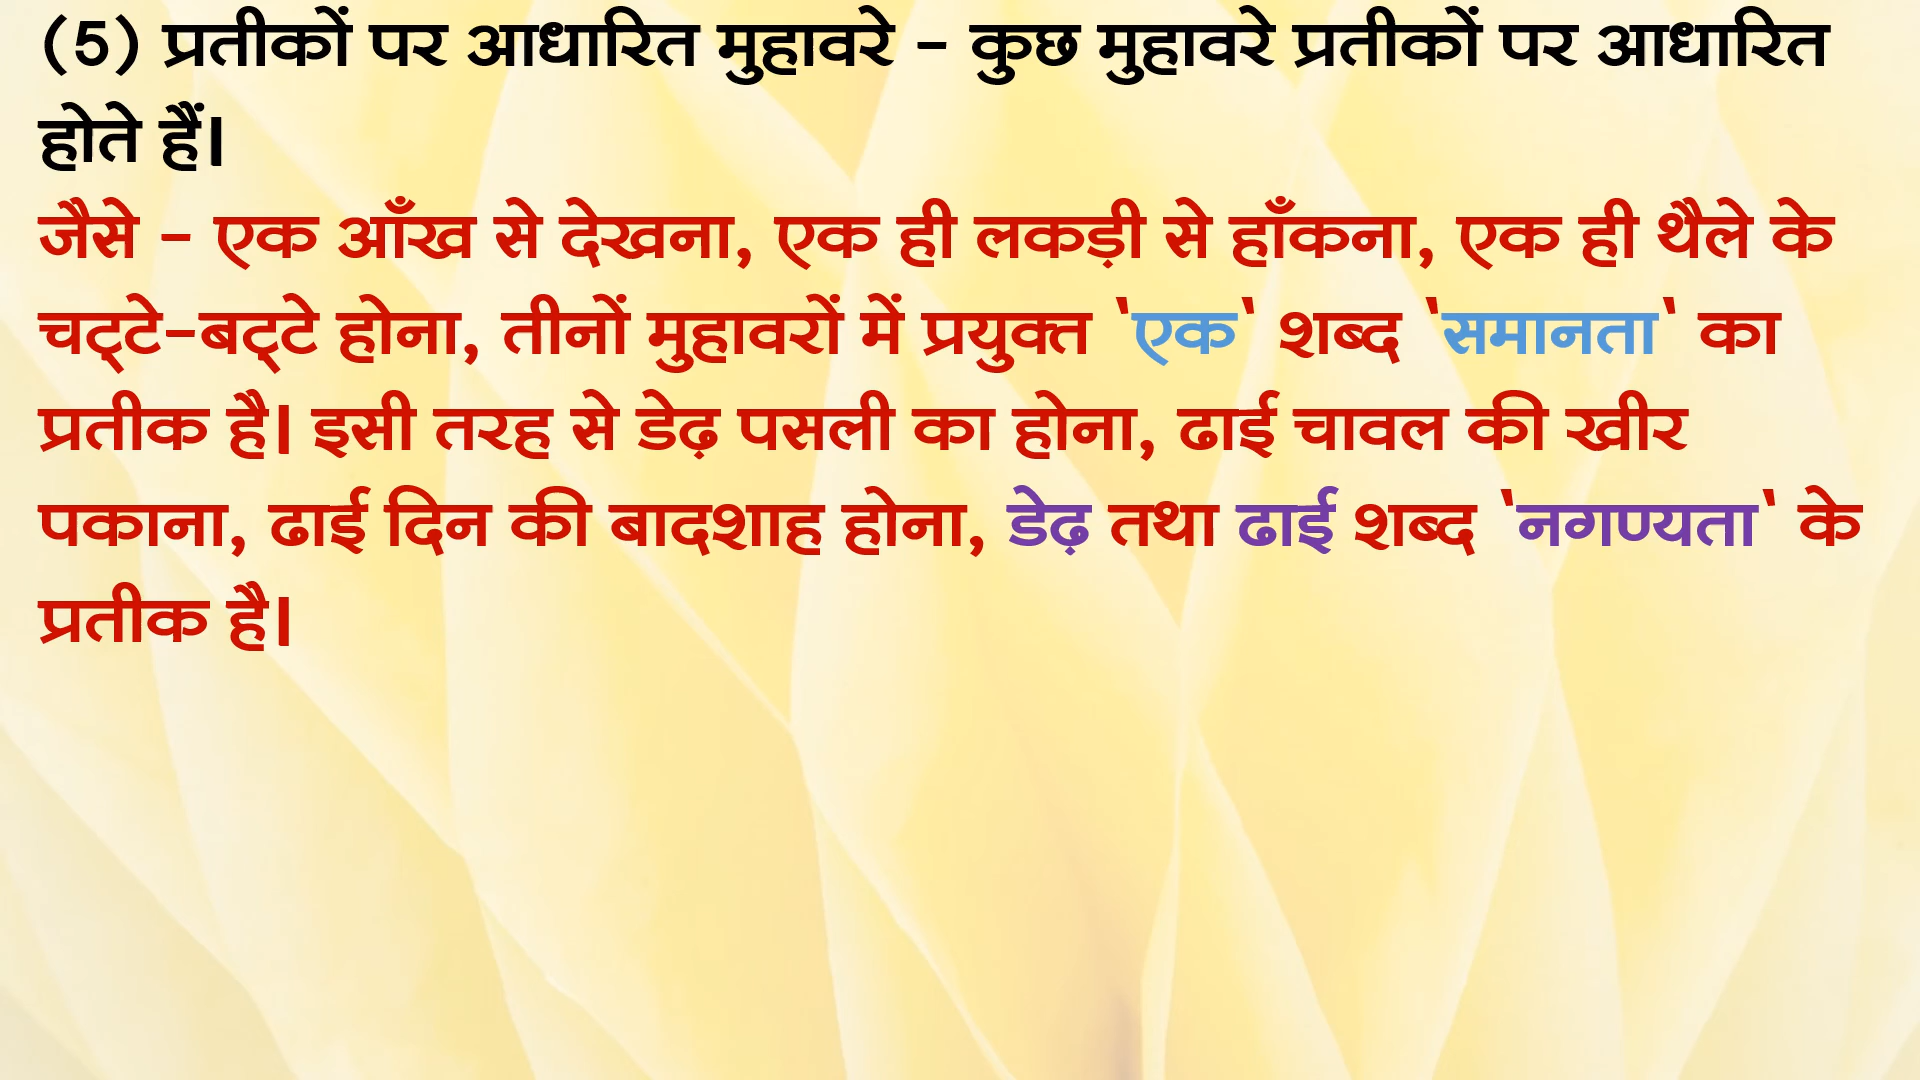 (5) प्रतीकों पर आधारित मुहावरे - कुछ मुहावरे प्रतीकों पर आधारित
होते हैं।
जैसे - एक आँख से देखना, एक ही लकड़ी से हाँकना, एक ही थैले के
चट्टे-बट्टे होना, तीनों मुहावरों में प्रयुक्त 'एक' शब्द 'समानता' का
प्रतीक है। इसी तरह से डेढ़ पसली का होना, ढाई चावल की खीर
पकाना, ढाई दिन की बादशाह होना, डेढ़ तथा ढाई शब्द 'नगण्यता' के
प्रतीक है।